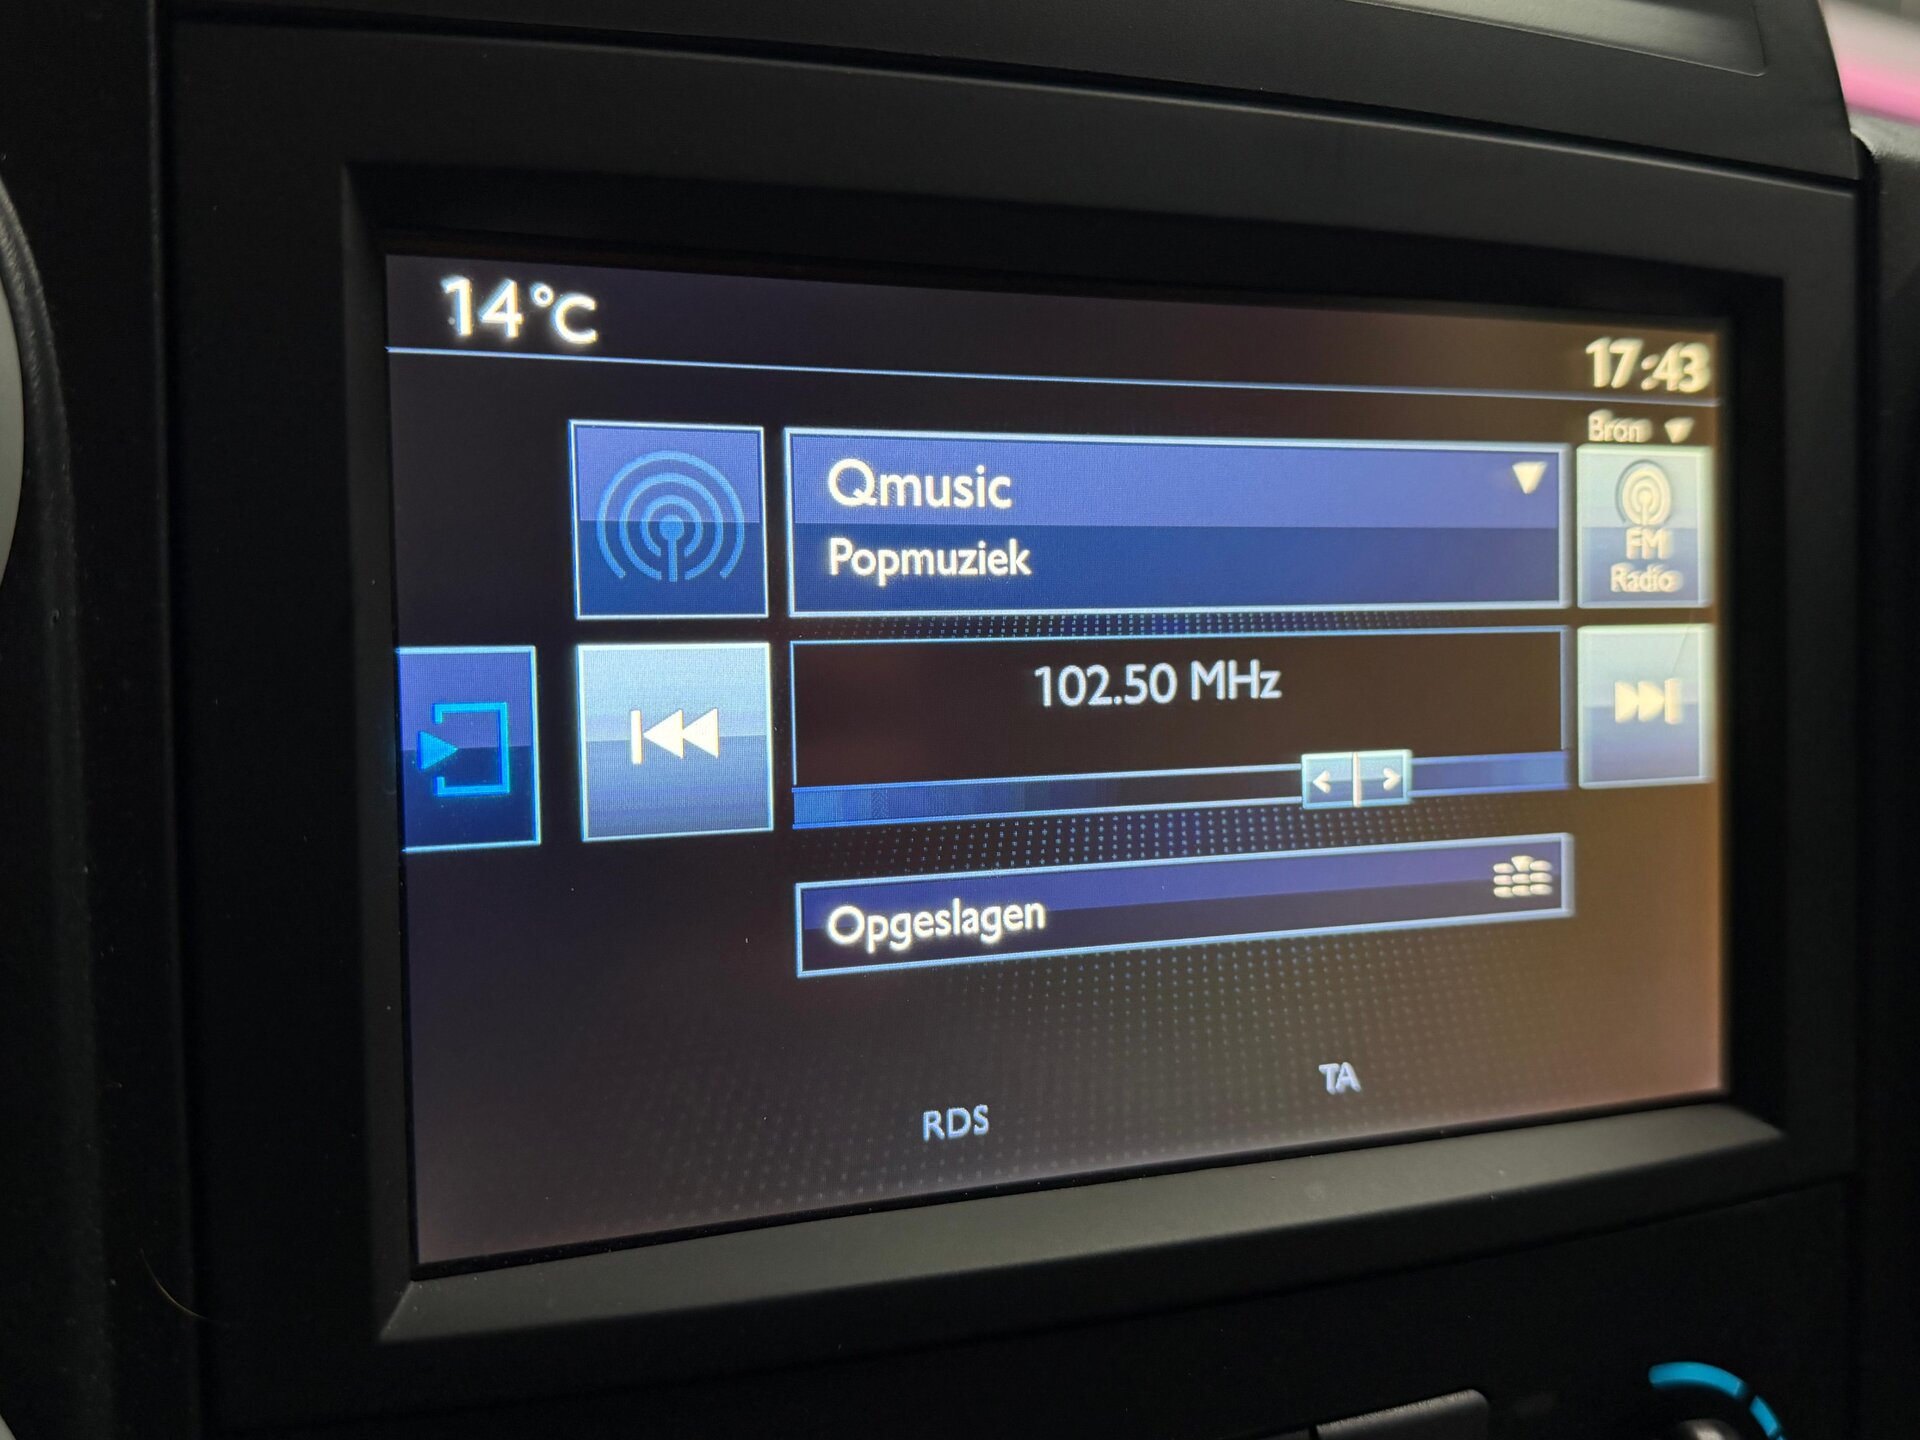 14°C
17:43
Bron
Qmusic
Popmuziek
FM
Radio
102.50 MHz
Opgeslagen
RDS
TA